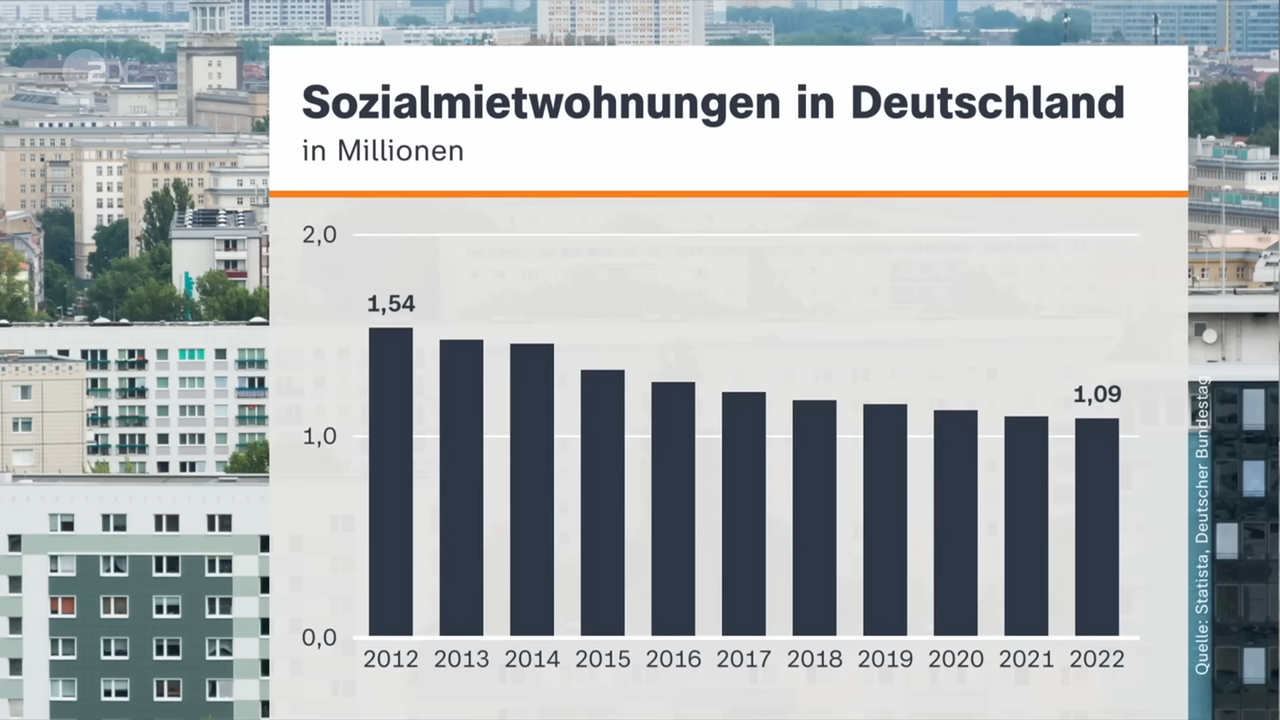 Sozialmietwohnungen in Deutschland
in Millionen
2,0
1,54
1,09
1,0
0,0
2012 2013 2014 2015 2016 2017 2018 2019 2020 2021 2022
Quelle: Statista, Deutscher Bundestag
2DF